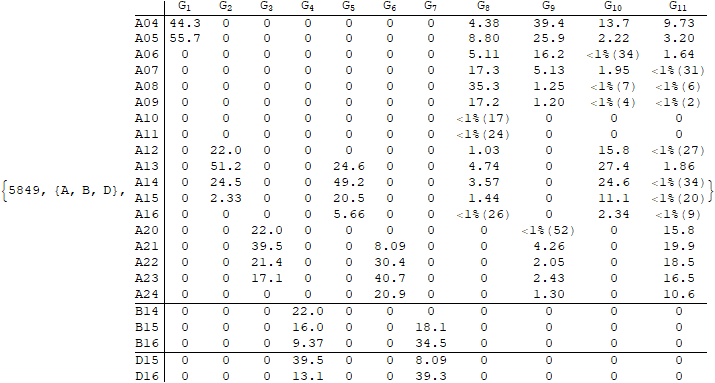 G1 G2 G3 G4 G5 G6 G7 G8 G9 G10 G11
A04 44.3 0 0 0 0 0 0 4.38 39.4 13.7 9.73
A05 55.7 0 0 0 0 0 0 8.80 25.9 2.22 3.20
A06 0 0 0 0 0 0 0 5.11 16.2 <1%(34) 1.64
A07 0 0 0 0 0 0 0 17.3 5.13 1.95 <1%(31)
A08 0 0 0 0 0 0 0 35.3 1.25 <1%(7) <1%(6)
A09 0 0 0 0 0 0 0 17.2 1.20 <1%(4) <1%(2)
A10 0 0 0 0 0 0 0 <1%(17) 0 0 0
A11 0 0 0 0 0 0 0 <1%(24) 0 0 0
A12 0 22.0 0 0 0 0 0 1.03 0 15.8 <1%(27)
A13 0 51.2 0 0 24.6 0 0 4.74 0 27.4 1.86
{5849, {A, B, D}, A14 0 24.5 0 0 49.2 0 0 3.57 0 24.6 <1%(34) }
A15 0 2.33 0 0 20.5 0 0 1.44 0 11.1 <1%(20)
A16 0 0 0 0 5.66 0 0 <1%(26) 0 2.34 <1%(9)
A20 0 0 22.0 0 0 0 0 0 <1%(52) 0 15.8
A21 0 0 39.5 0 0 8.09 0 0 4.26 0 19.9
A22 0 0 21.4 0 0 30.4 0 0 2.05 0 18.5
A23 0 0 17.1 0 0 40.7 0 0 2.43 0 16.5
A24 0 0 0 0 0 20.9 0 0 1.30 0 10.6
B14 0 0 0 22.0 0 0 0 0 0 0 0
B15 0 0 0 16.0 0 0 18.1 0 0 0 0
B16 0 0 0 9.37 0 0 34.5 0 0 0 0
D15 0 0 0 39.5 0 0 8.09 0 0 0 0
D16 0 0 0 13.1 0 0 39.3 0 0 0 0